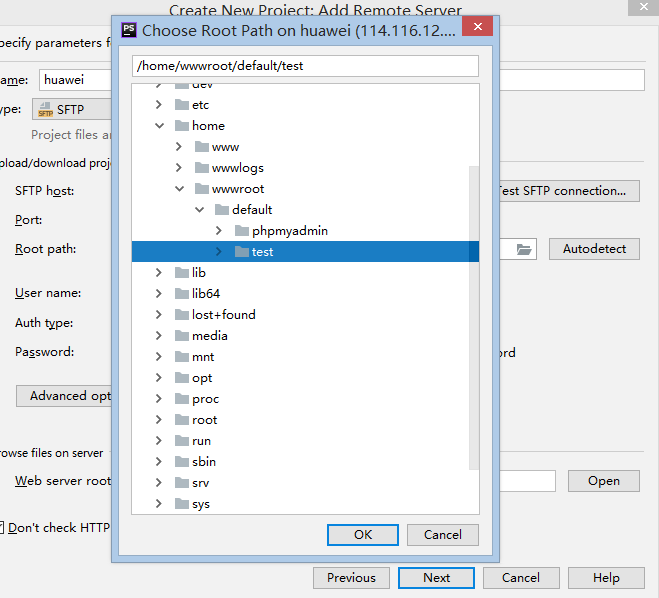 Create New Project: Add Remote Server
PS Choose Root Path on huawei (114.116.12....
pecify parameters f
/home/wwwroot/default/test
ame: huawei
ype: SFTP SFTP
Project files a
pload/download proj
SFTP host:
Test SFTP connection...
Port:
Root path:
Autodetect
User name:
Auth type:
Password:
ord
Advanced opt
rowse files on server
Web server root
Open
Don't check HTTP
dev
etc
home
www
wwwlogs
wwwroot
default
phpmyadmin
test
lib
lib64
lost+found
media
mnt
opt
proc
root
run
sbin
srv
sys
OK Cancel
Previous Next Cancel Help